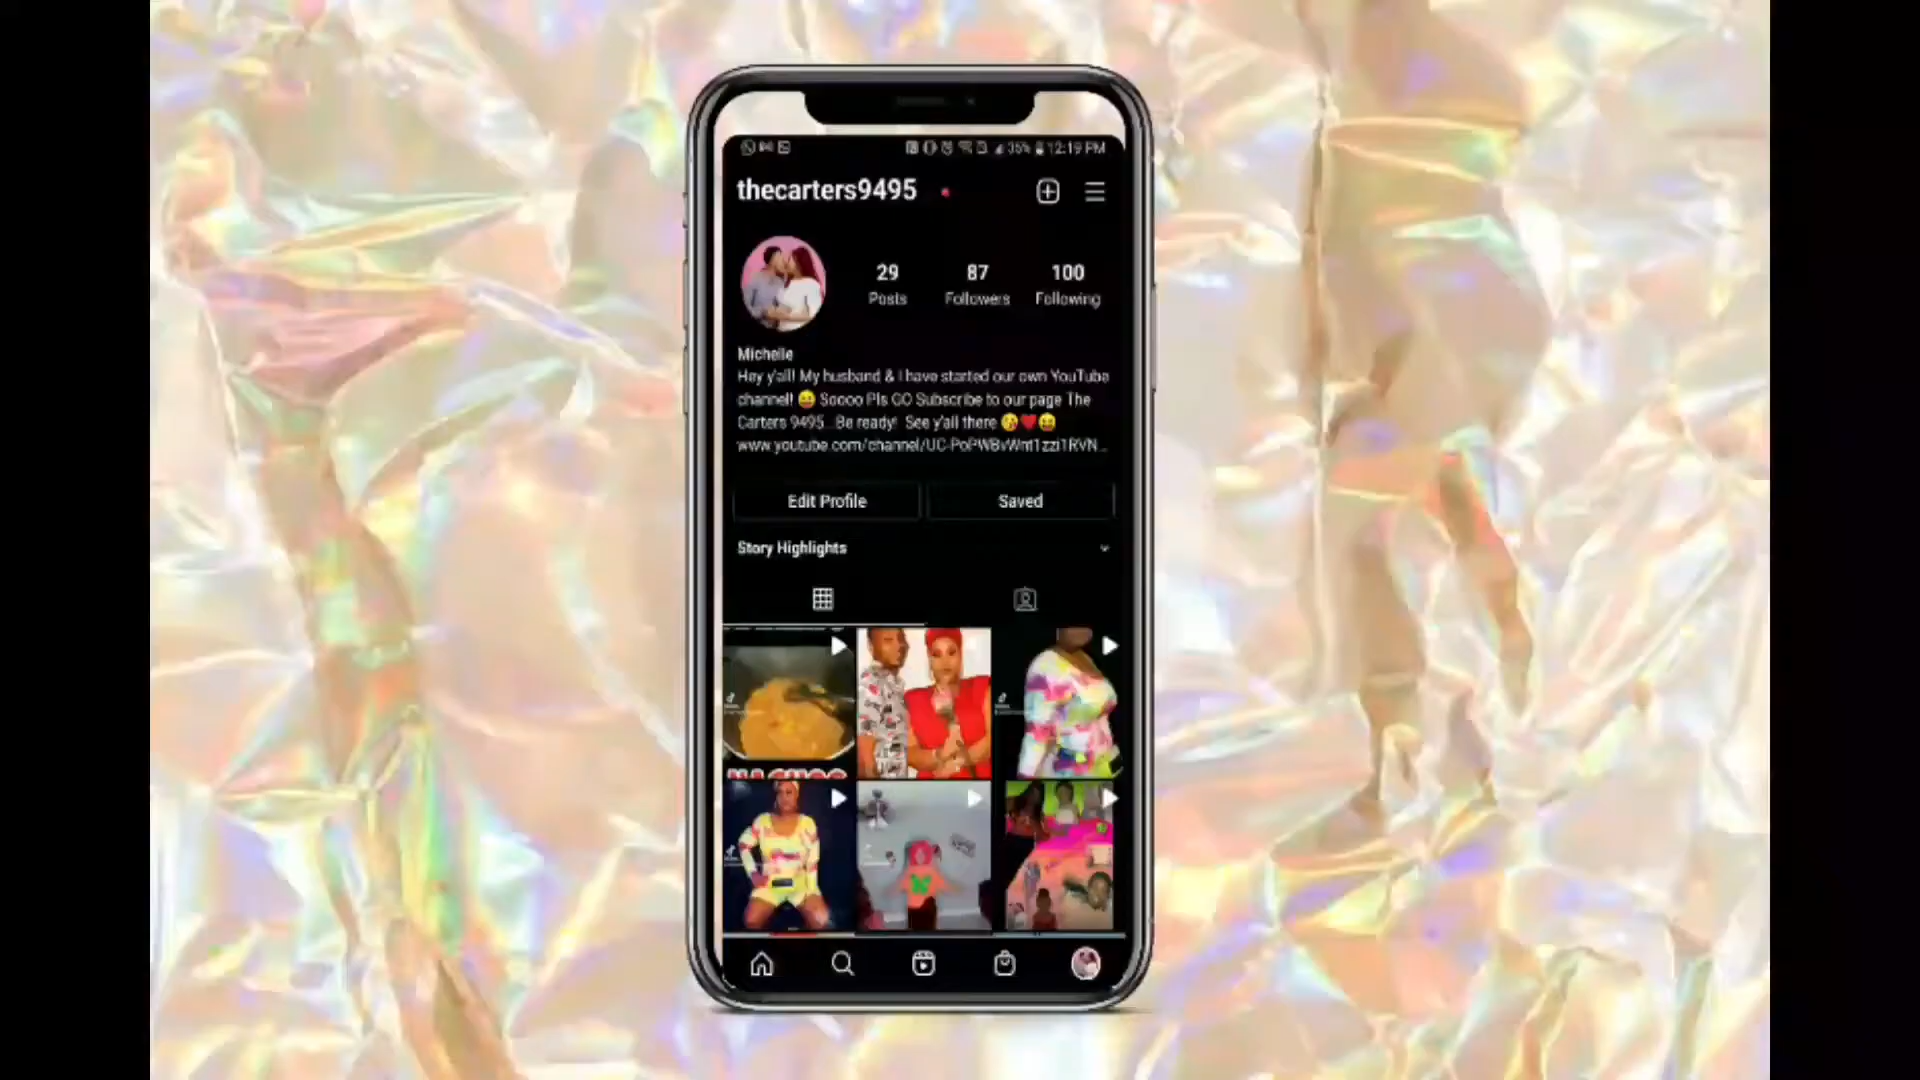 35% 12:19 PM
thecarters9495
29 87 100
Posts Followers Following
Michelle
Hey y'all! My husband & I have started our own YouTube
channel! 😛 Soooo Pls GO Subscribe to our page The
Carters 9495...Be ready! See y'all there 😘❤️😛
www.youtube.com/channel/UC-PoPWBvWnt1zzi1RVN...
Edit Profile Saved
Story Highlights